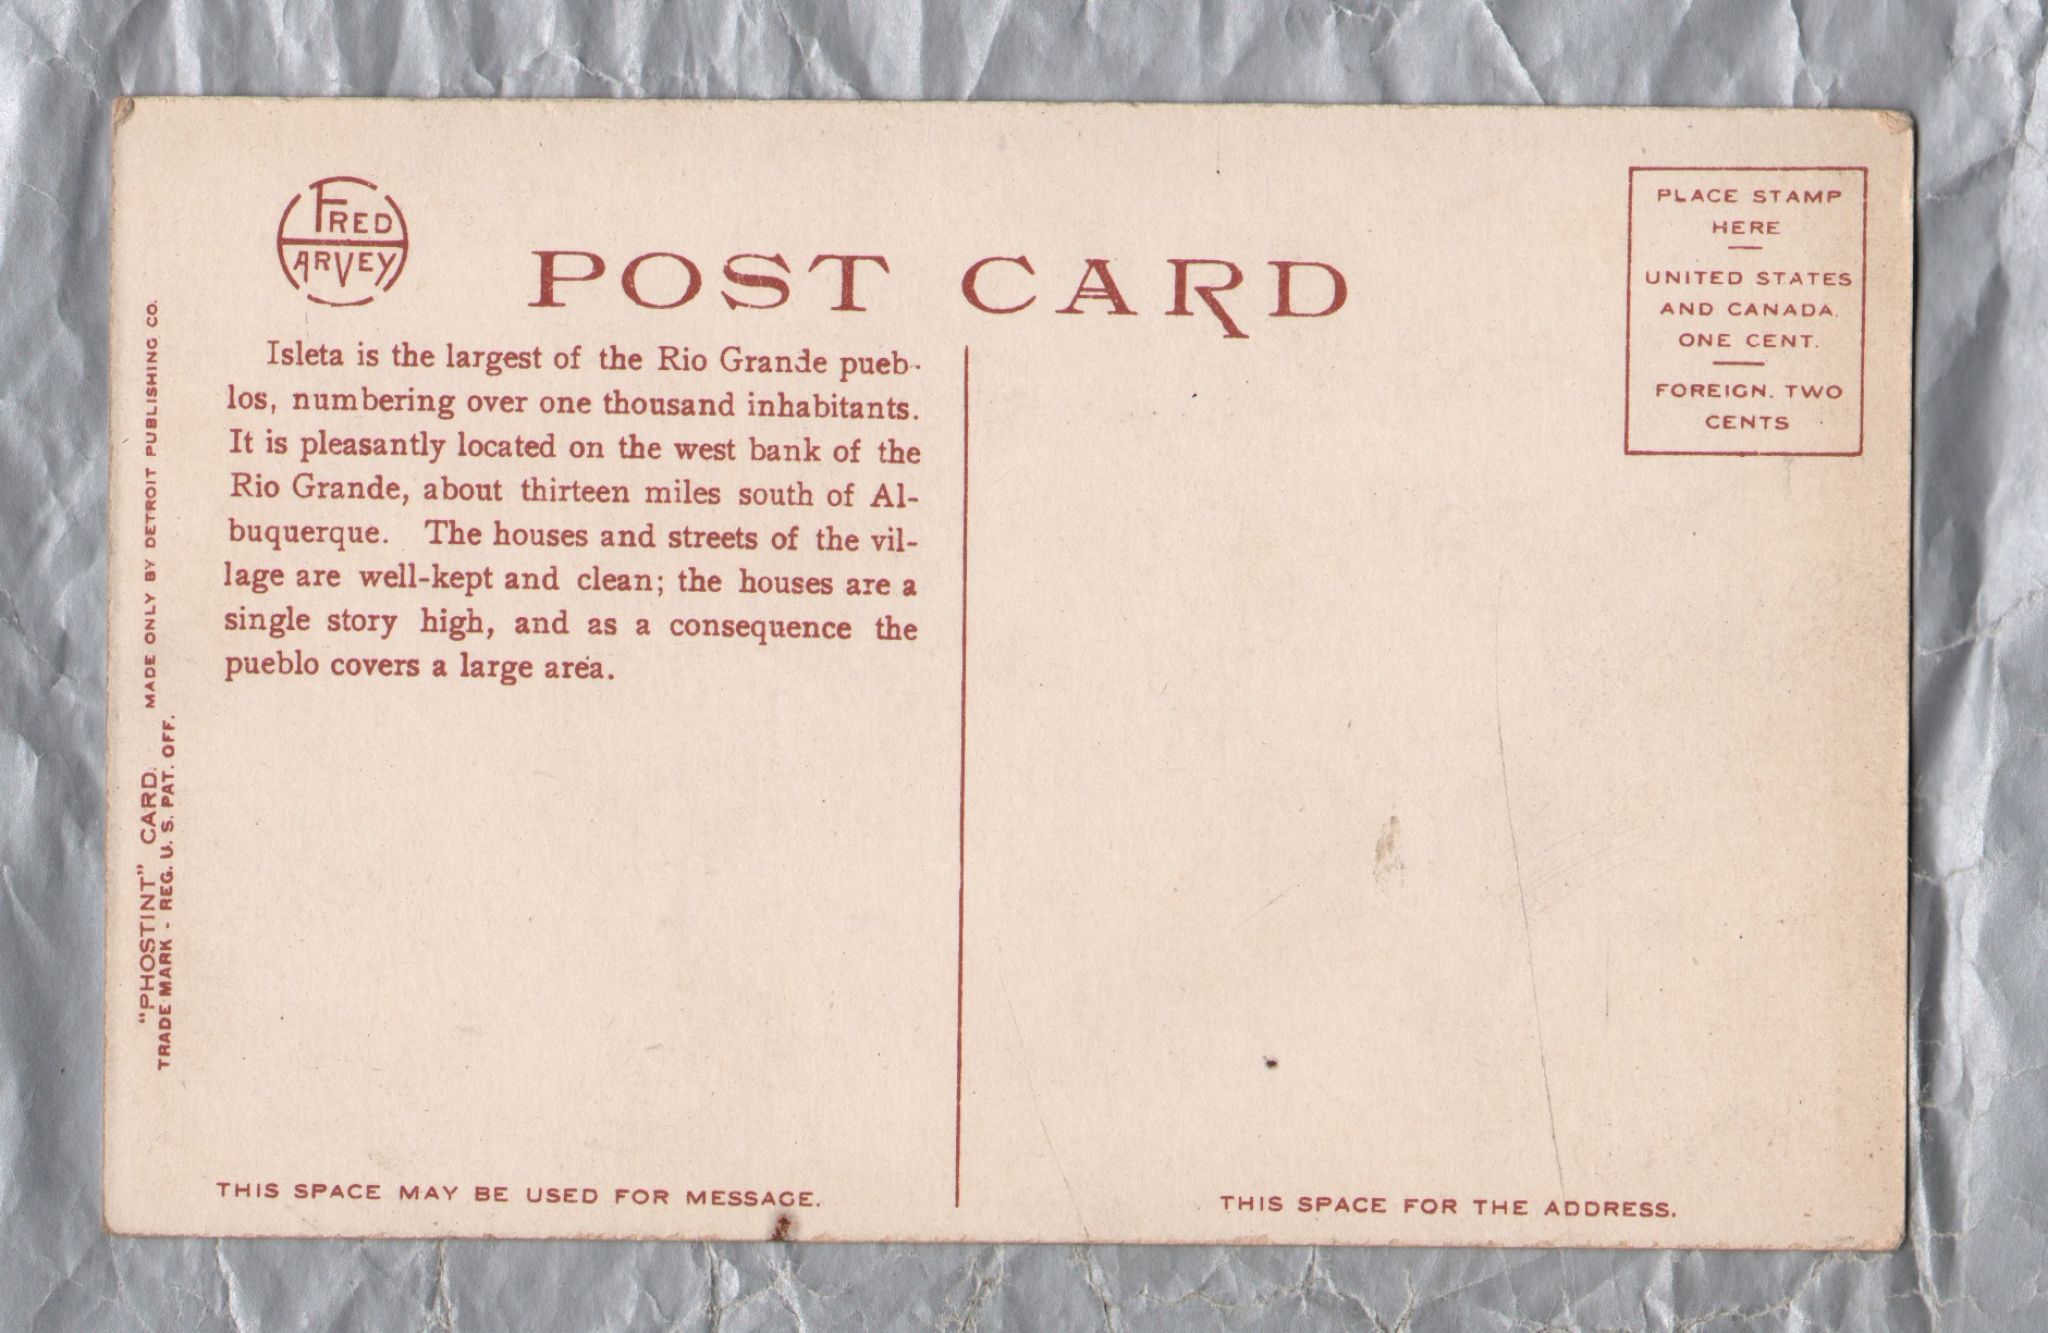 FRED
HARVEY
POST CARD
PLACE STAMP
HERE
UNITED STATES
AND CANADA.
ONE CENT.
FOREIGN. TWO
CENTS
Isleta is the largest of the Rio Grande pueb-
los, numbering over one thousand inhabitants.
It is pleasantly located on the west bank of the
Rio Grande, about thirteen miles south of Al-
buquerque. The houses and streets of the vil-
lage are well-kept and clean; the houses are a
single story high, and as a consequence the
pueblo covers a large area.
"PHOSTINT" CARD. MADE ONLY BY DETROIT PUBLISHING CO.
TRADE MARK - REG. U. S. PAT. OFF.
THIS SPACE MAY BE USED FOR MESSAGE.
THIS SPACE FOR THE ADDRESS.